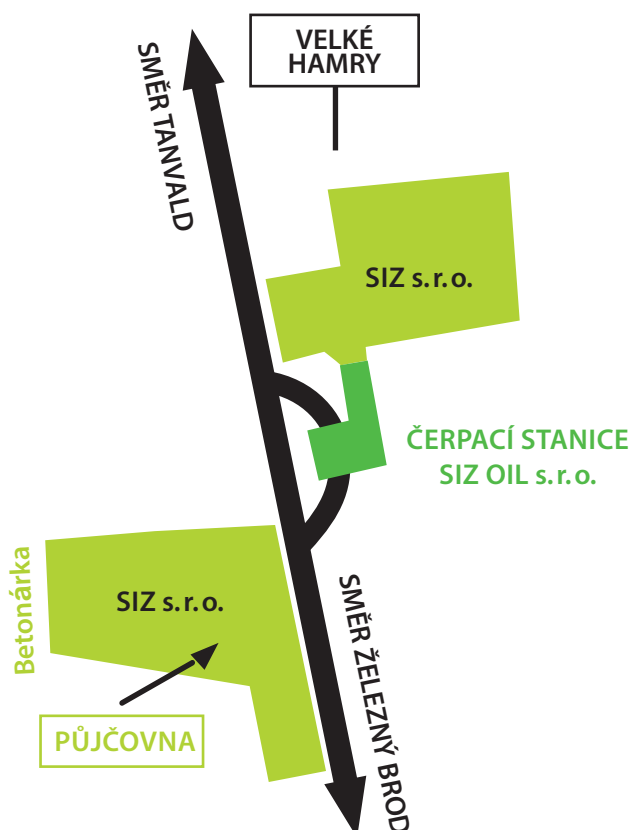 VELKÉ
HAMRY
SMĚR TANVALD
SIZ s.r.o.
ČERPACÍ STANICE
SIZ OIL s.r.o.
Betonárka
SIZ s.r.o.
SMĚR ŽELEZNÝ BROD
PŮJČOVNA